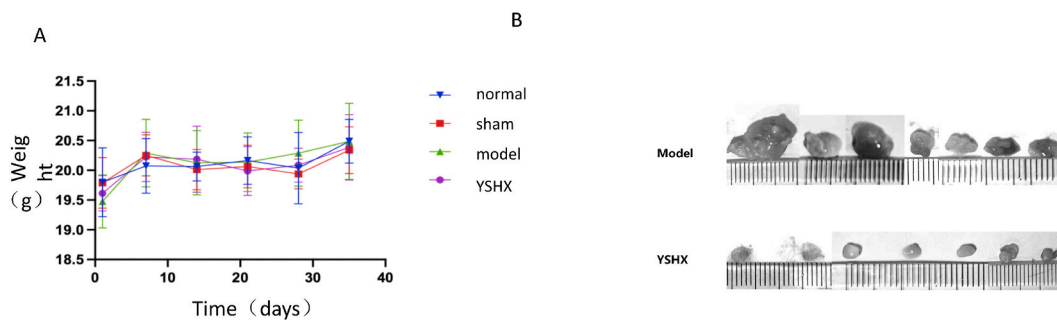 A
B
21.5
21.0
20.5
20.0
19.5
19.0
18.5
Weig
ht
（g）
0
10
20
30
40
Time（days）
normal
sham
model
YSHX
Model
YSHX